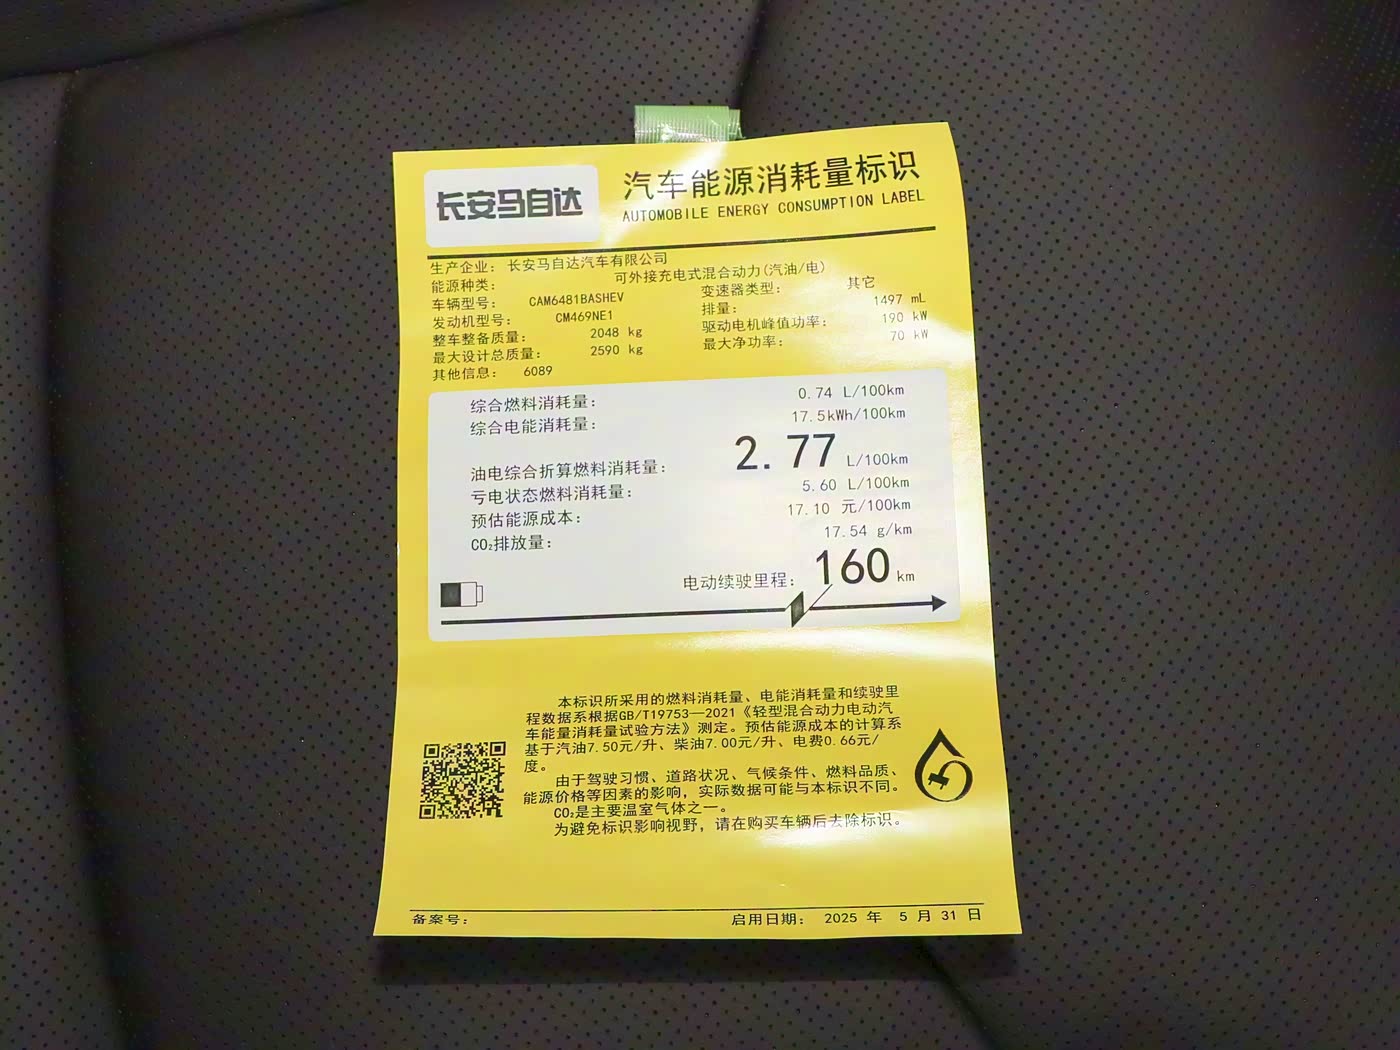 长安马自达
汽车能源消耗量标识
AUTOMOBILE ENERGY CONSUMPTION LABEL
生产企业： 长安马自达汽车有限公司
能源种类： 可外接充电式混合动力(汽油/电)
车辆型号： CAM6481BASHEV 变速器类型： 其它
发动机型号： CM469NE1 排量： 1497 mL
整车整备质量： 2048 kg 驱动电机峰值功率： 190 kW
最大设计总质量： 2590 kg 最大净功率： 70 kW
其他信息： 6089
综合燃料消耗量： 0.74 L/100km
综合电能消耗量： 17.5kWh/100km
油电综合折算燃料消耗量： 2.77 L/100km
亏电状态燃料消耗量： 5.60 L/100km
预估能源成本： 17.10 元/100km
CO₂排放量： 17.54 g/km
电动续驶里程： 160 km
本标识所采用的燃料消耗量、电能消耗量和续驶里
程数据系根据GB/T19753—2021《轻型混合动力电动汽
车能量消耗量试验方法》测定。预估能源成本的计算系
基于汽油7.50元/升、柴油7.00元/升、电费0.66元/
度。
由于驾驶习惯、道路状况、气候条件、燃料品质、
能源价格等因素的影响，实际数据可能与本标识不同。
CO₂是主要温室气体之一。
为避免标识影响视野，请在购买车辆后去除标识。
备案号：
启用日期： 2025 年 5 月 31 日